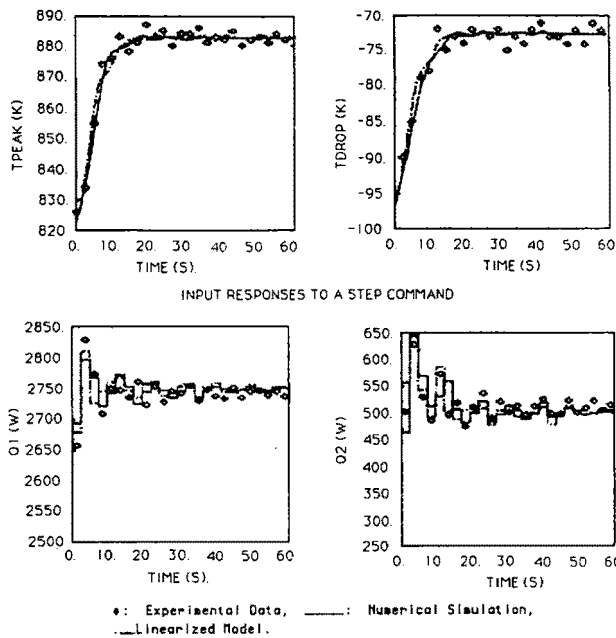 890.
880.
870.
860.
850.
840.
830.
820
TPEAK (K)
0. 10. 20. 30. 40. 50. 60
TIME (S).
-70.
-75.
-80.
-85.
-90.
-95.
-100
TDROP (K)
0. 10. 20. 30. 40. 50. 60
TIME (S)
INPUT RESPONSES TO A STEP COMMAND
2850.
2800.
2750.
2700.
2650.
2600.
2550.
2500
Q1 (W)
0. 10. 20. 30. 40. 50. 60
TIME (S).
650.
600.
550.
500.
450.
400.
350.
300.
250
Q2 (W)
0. 10. 20. 30. 40. 50. 60
TIME (S)
: Experimental Data, ____: Numerical Simulation,
_._Linearized Model.